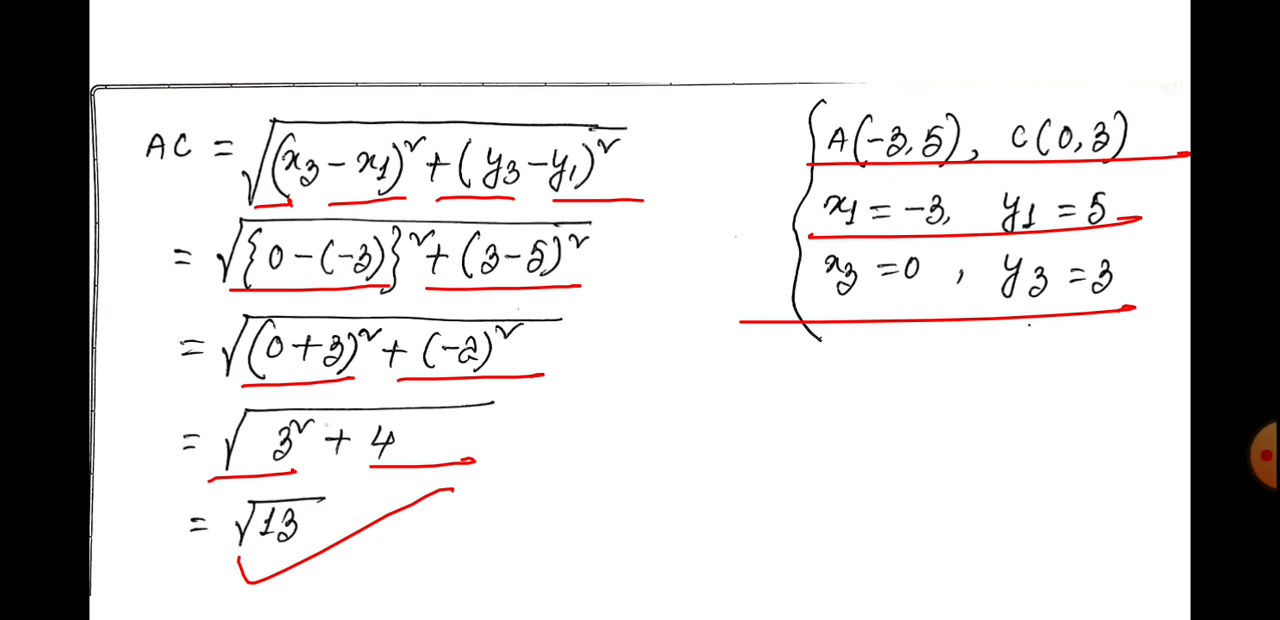 AC = √(x₃ - x₁)² + (y₃ - y₁)²
= √{0 - (-3)}² + (3 - 5)²
= √(0 + 3)² + (-2)²
= √3² + 4
= √13
A(-3, 5), C(0, 3)
x₁ = -3, y₁ = 5
x₃ = 0, y₃ = 3